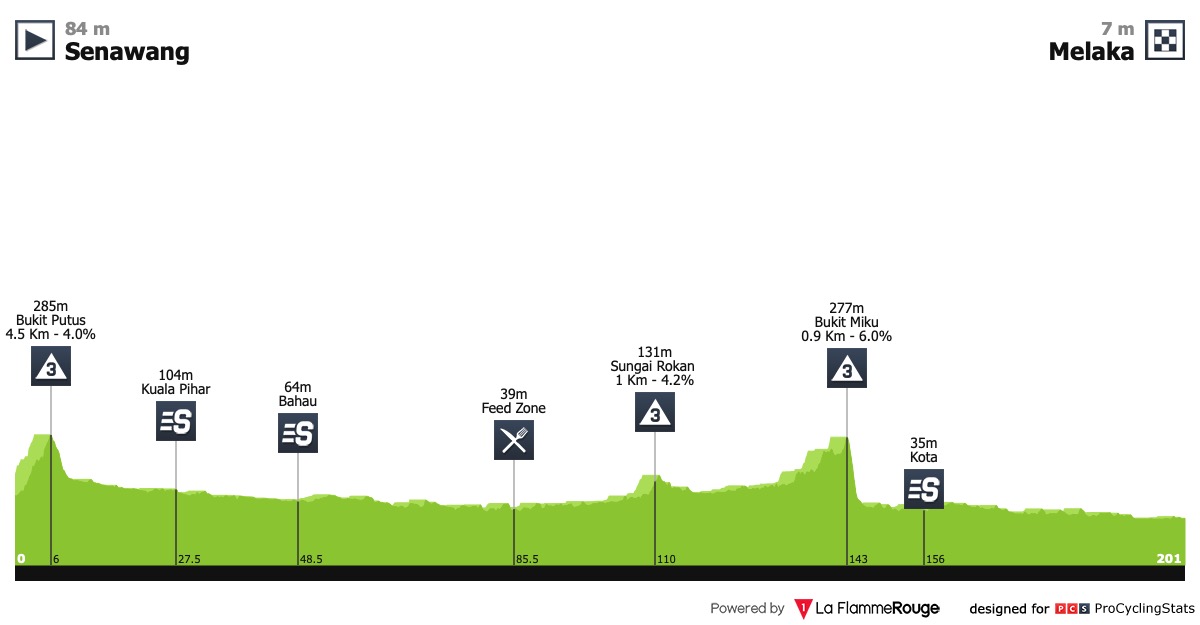 84 m
Senawang
7 m
Melaka
285m
Bukit Putus
4.5 Km - 4.0%
3
104m
Kuala Pihar
S
64m
Bahau
S
39m
Feed Zone
131m
Sungai Rokan
1 Km - 4.2%
3
277m
Bukit Miku
0.9 Km - 6.0%
3
35m
Kota
S
0
6
27.5
48.5
85.5
110
143
156
201
Powered by 1 La FlammeRouge designed for PCS ProCyclingStats